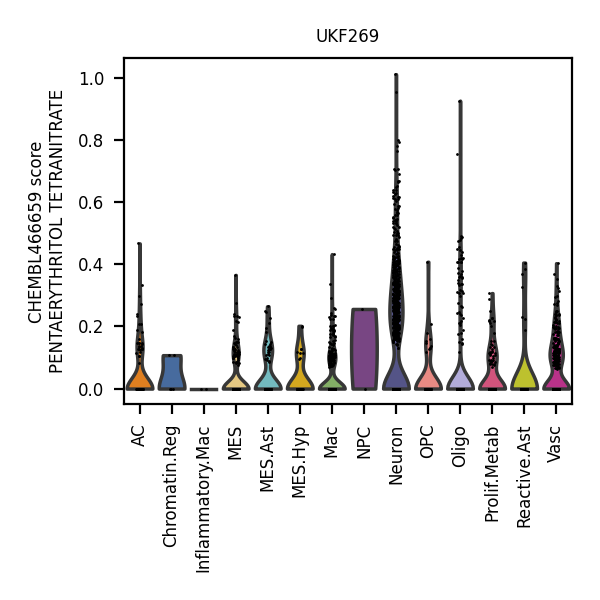 UKF269
CHEMBL466659 score
PENTAERYTHRITOL TETRANITRATE
1.0
0.8
0.6
0.4
0.2
0.0
AC
Chromatin.Reg
Inflammatory.Mac
MES
MES.Ast
MES.Hyp
Mac
NPC
Neuron
OPC
Oligo
Prolif.Metab
Reactive.Ast
Vasc